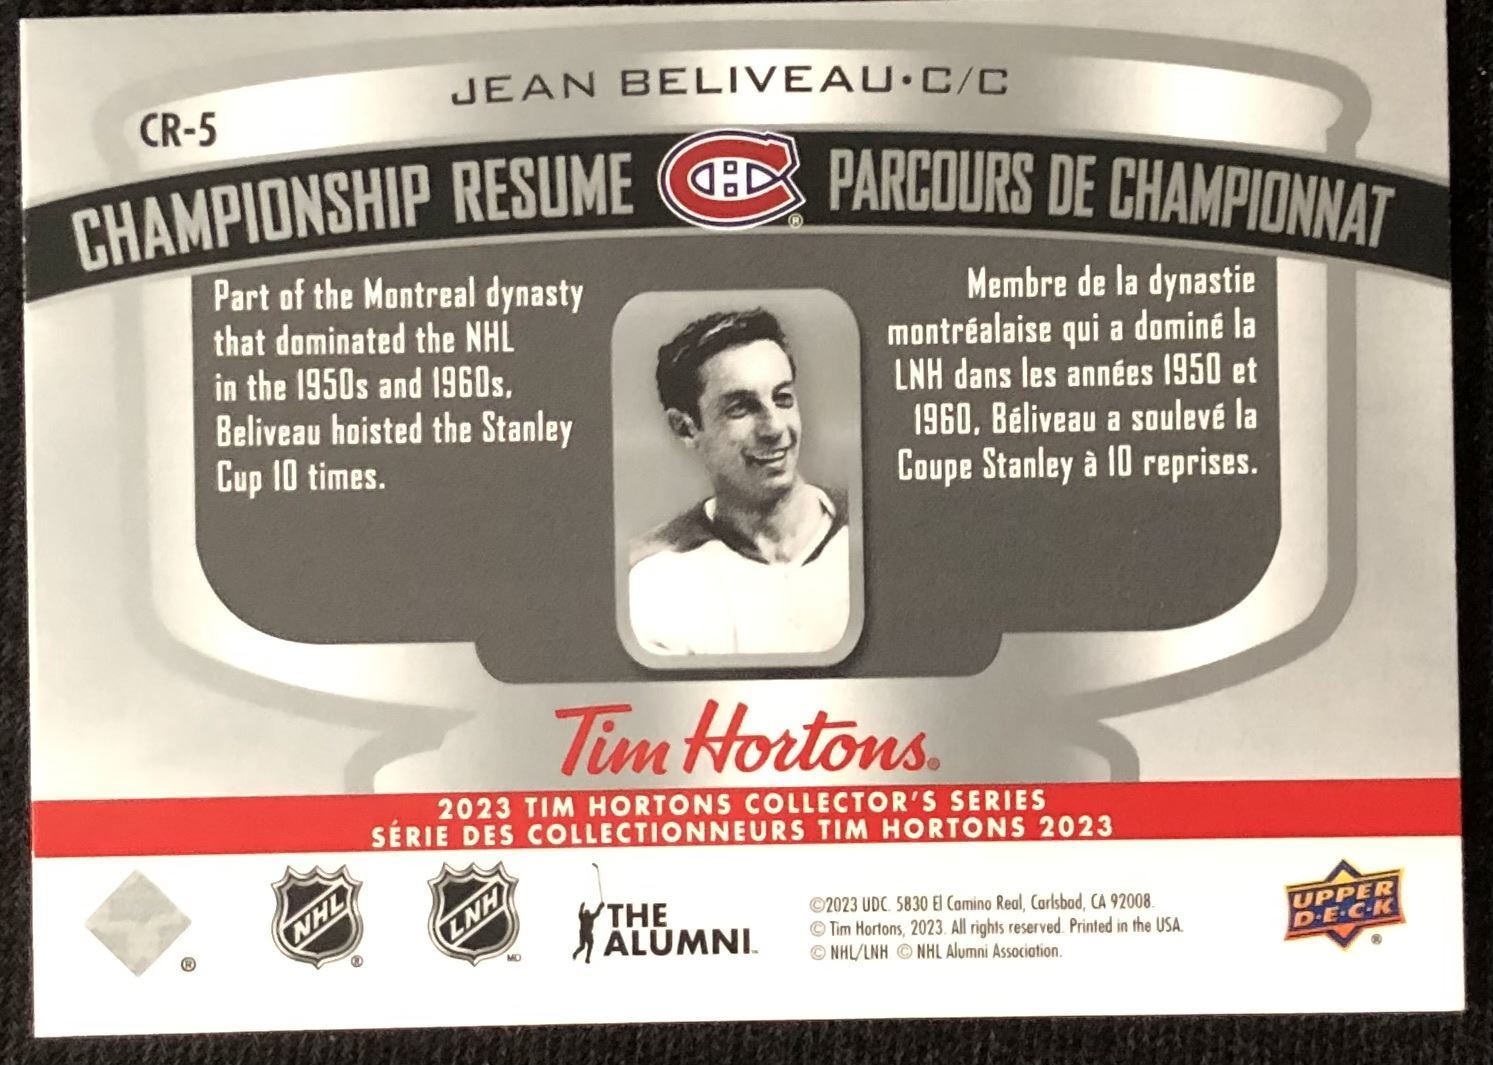 JEAN BELIVEAU•C/C
CR-5
CHAMPIONSHIP RESUME CH ® PARCOURS DE CHAMPIONNAT
Part of the Montreal dynasty
that dominated the NHL
in the 1950s and 1960s,
Beliveau hoisted the Stanley
Cup 10 times.
Membre de la dynastie
montréalaise qui a dominé la
LNH dans les années 1950 et
1960, Béliveau a soulevé la
Coupe Stanley à 10 reprises.
Tim Hortons®
2023 TIM HORTONS COLLECTOR'S SERIES
SÉRIE DES COLLECTIONNEURS TIM HORTONS 2023
®
NHL ®
LNH MD
THE
ALUMNI™
©2023 UDC. 5830 El Camino Real, Carlsbad, CA 92008.
© Tim Hortons, 2023. All rights reserved. Printed in the USA.
© NHL/LNH © NHL Alumni Association.
UPPER
D•E•C•K ®